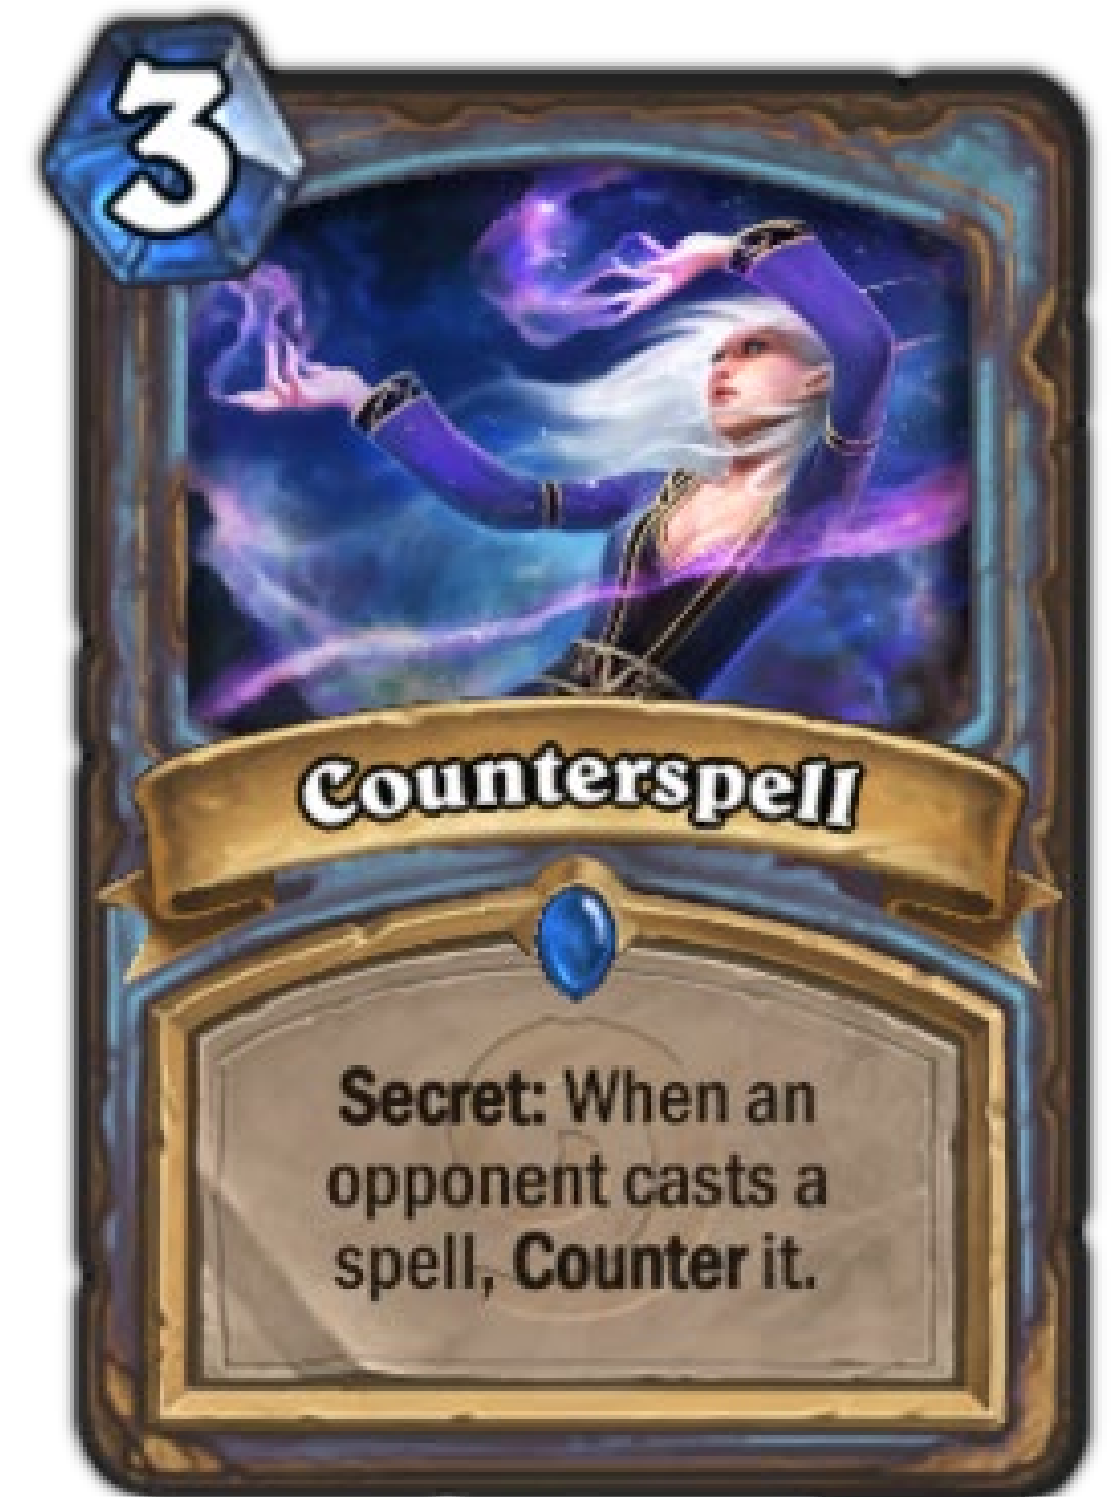 3
Counterspell
Secret: When an
opponent casts a
spell, Counter it.